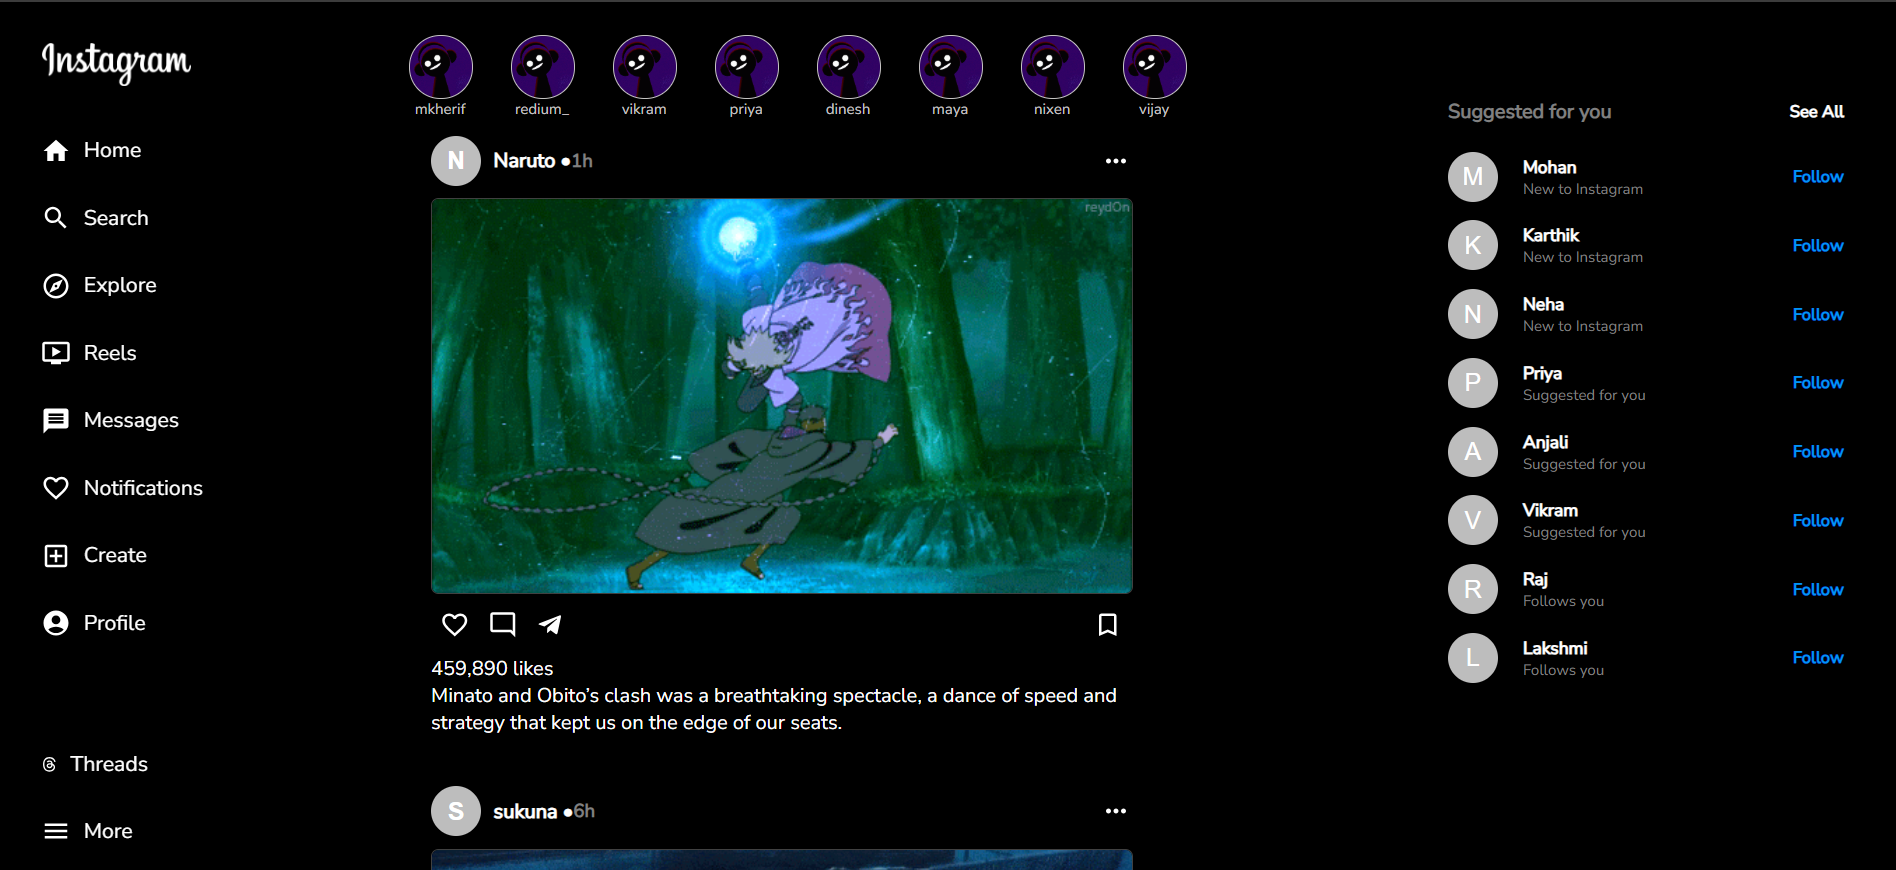 Instagram
Home
Search
Explore
Reels
Messages
Notifications
Create
Profile
Threads
More
mkherif redium_ vikram priya dinesh maya nixen vijay
N Naruto ●1h
reydOn
459,890 likes
Minato and Obito’s clash was a breathtaking spectacle, a dance of speed and
strategy that kept us on the edge of our seats.
S sukuna ●6h
Suggested for you See All
M Mohan Follow
New to Instagram
K Karthik Follow
New to Instagram
N Neha Follow
New to Instagram
P Priya Follow
Suggested for you
A Anjali Follow
Suggested for you
V Vikram Follow
Suggested for you
R Raj Follow
Follows you
L Lakshmi Follow
Follows you